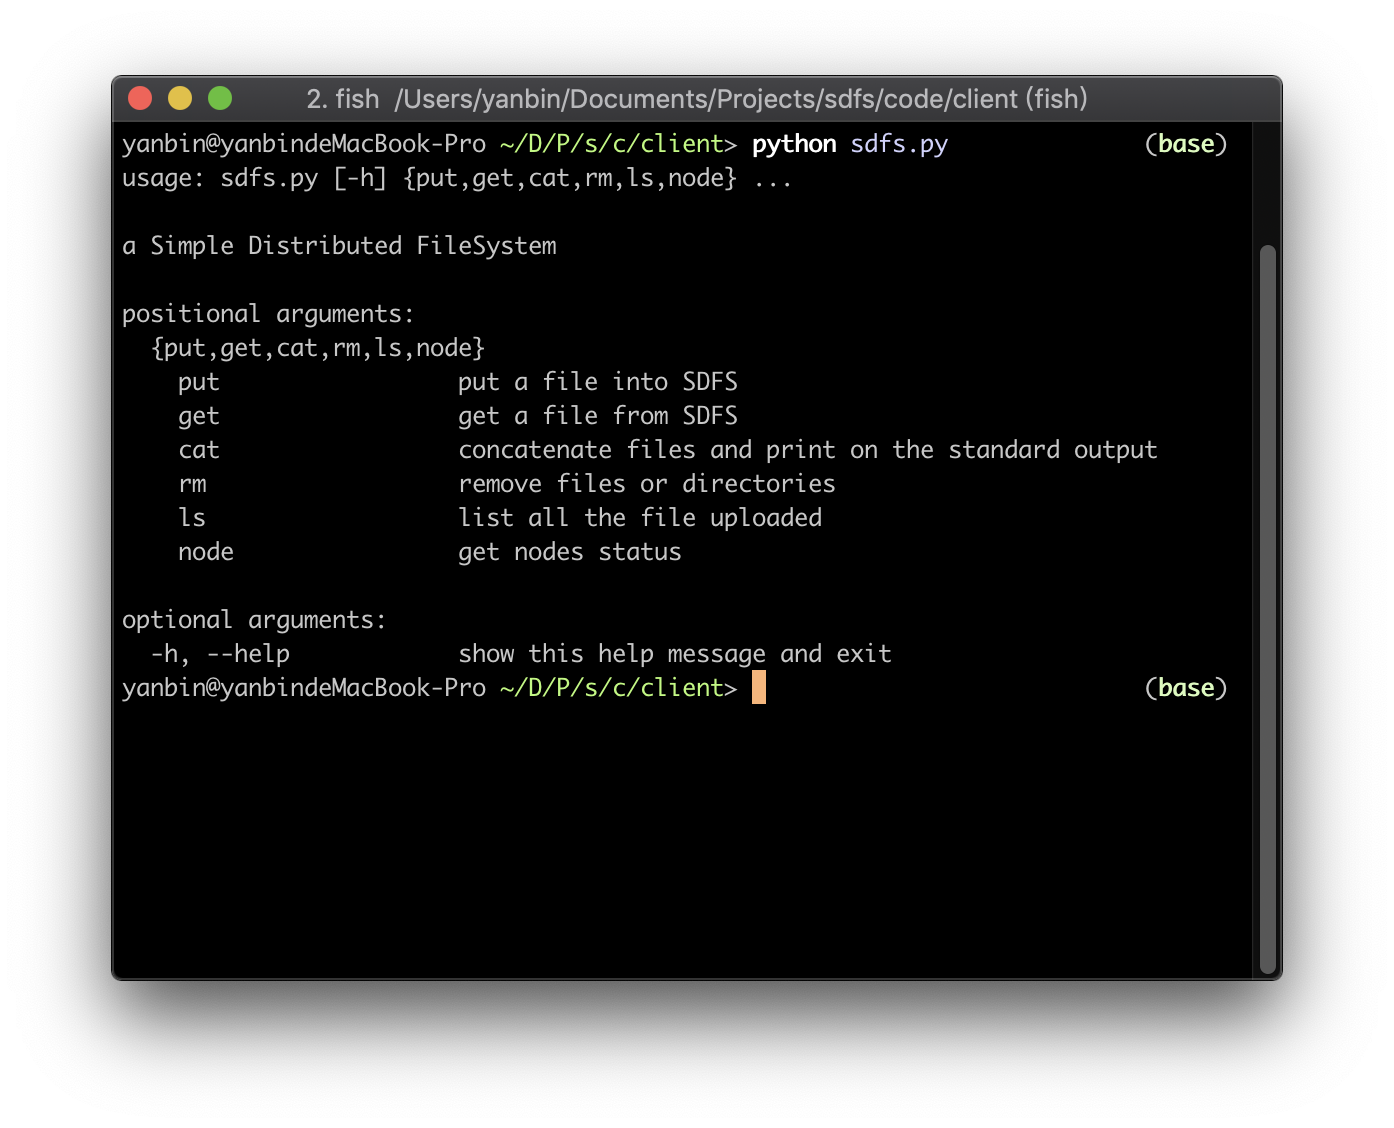 2. fish  /Users/yanbin/Documents/Projects/sdfs/code/client (fish)
yanbin@yanbindeMacBook-Pro ~/D/P/s/c/client> python sdfs.py (base)
usage: sdfs.py [-h] {put,get,cat,rm,ls,node} ...
a Simple Distributed FileSystem
positional arguments:
  {put,get,cat,rm,ls,node}
    put                 put a file into SDFS
    get                 get a file from SDFS
    cat                 concatenate files and print on the standard output
    rm                  remove files or directories
    ls                  list all the file uploaded
    node                get nodes status
optional arguments:
  -h, --help            show this help message and exit
yanbin@yanbindeMacBook-Pro ~/D/P/s/c/client> (base)